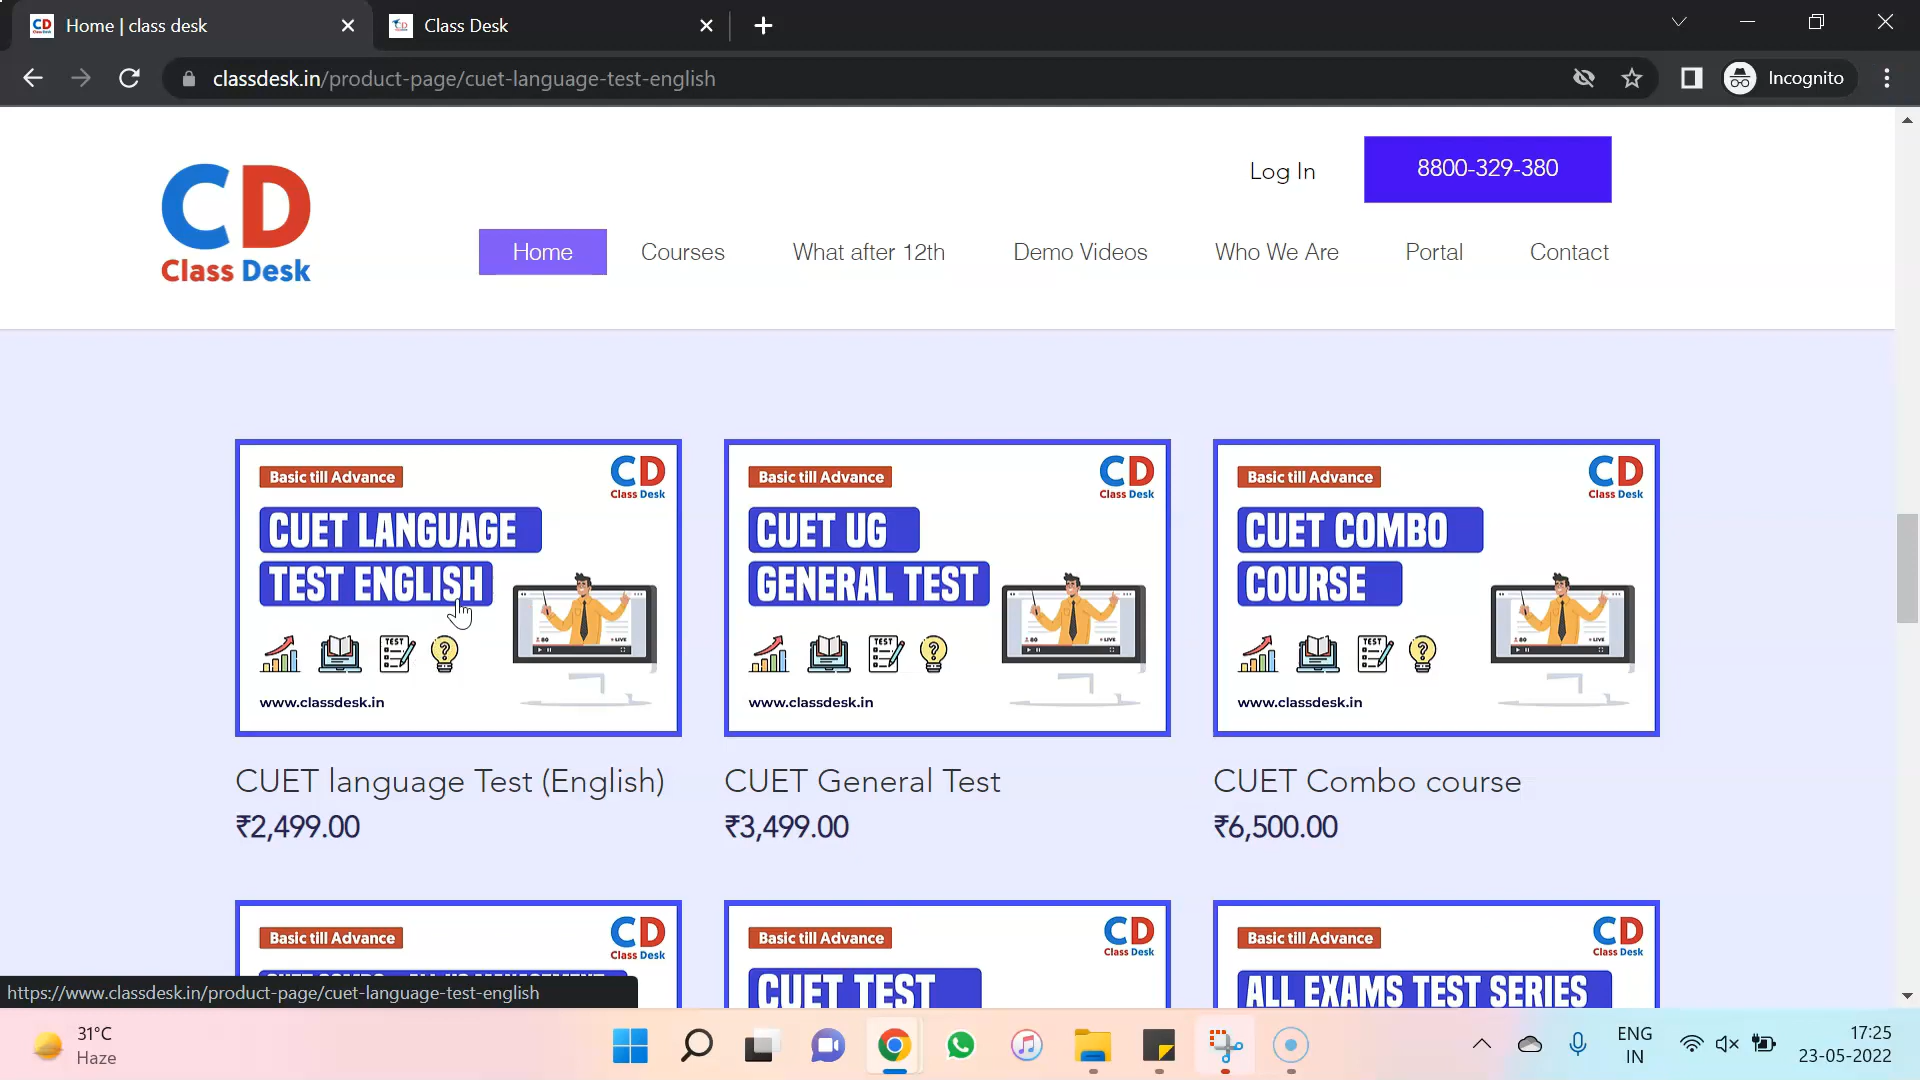 Home | class desk
Class Desk
classdesk.in/product-page/cuet-language-test-english
Incognito
CD
Class Desk
Log In
8800-329-380
Home
Courses
What after 12th
Demo Videos
Who We Are
Portal
Contact
Basic till Advance
CD
Class Desk
CUET LANGUAGE
TEST ENGLISH
TEST
www.classdesk.in
Basic till Advance
CD
Class Desk
CUET UG
GENERAL TEST
TEST
www.classdesk.in
Basic till Advance
CD
Class Desk
CUET COMBO
COURSE
TEST
www.classdesk.in
CUET language Test (English)
₹2,499.00
CUET General Test
₹3,499.00
CUET Combo course
₹6,500.00
Basic till Advance
CD
Class Desk
Basic till Advance
CD
Class Desk
CUET TEST
Basic till Advance
CD
Class Desk
ALL EXAMS TEST SERIES
https://www.classdesk.in/product-page/cuet-language-test-english
31°C
Haze
ENG
IN
17:25
23-05-2022